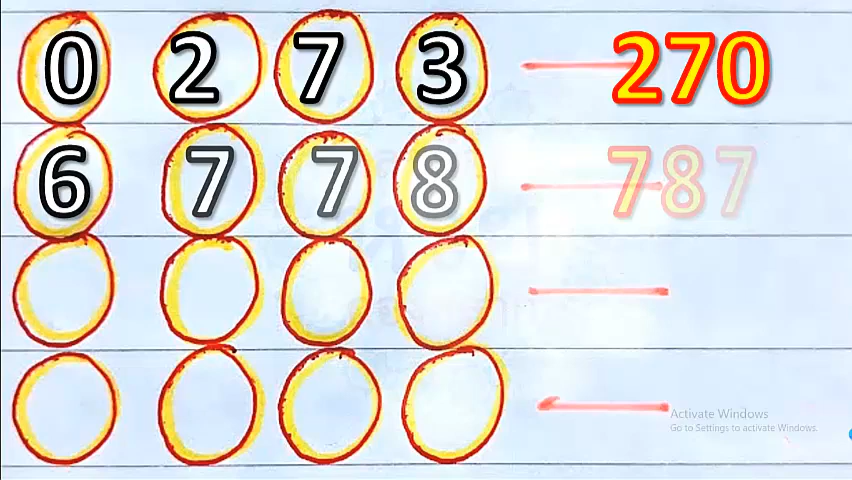 0 2 7 3 270
6 7 7 8 787
Activate Windows
Go to Settings to activate Windows.